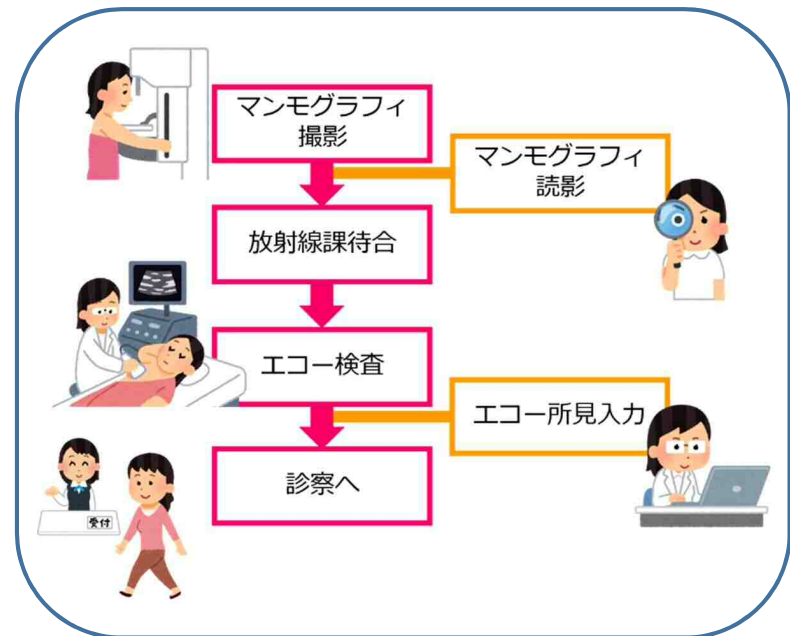 マンモグラフィ
撮影
マンモグラフィ
読影
放射線課待合
エコー検査
エコー所見入力
診察へ
受付